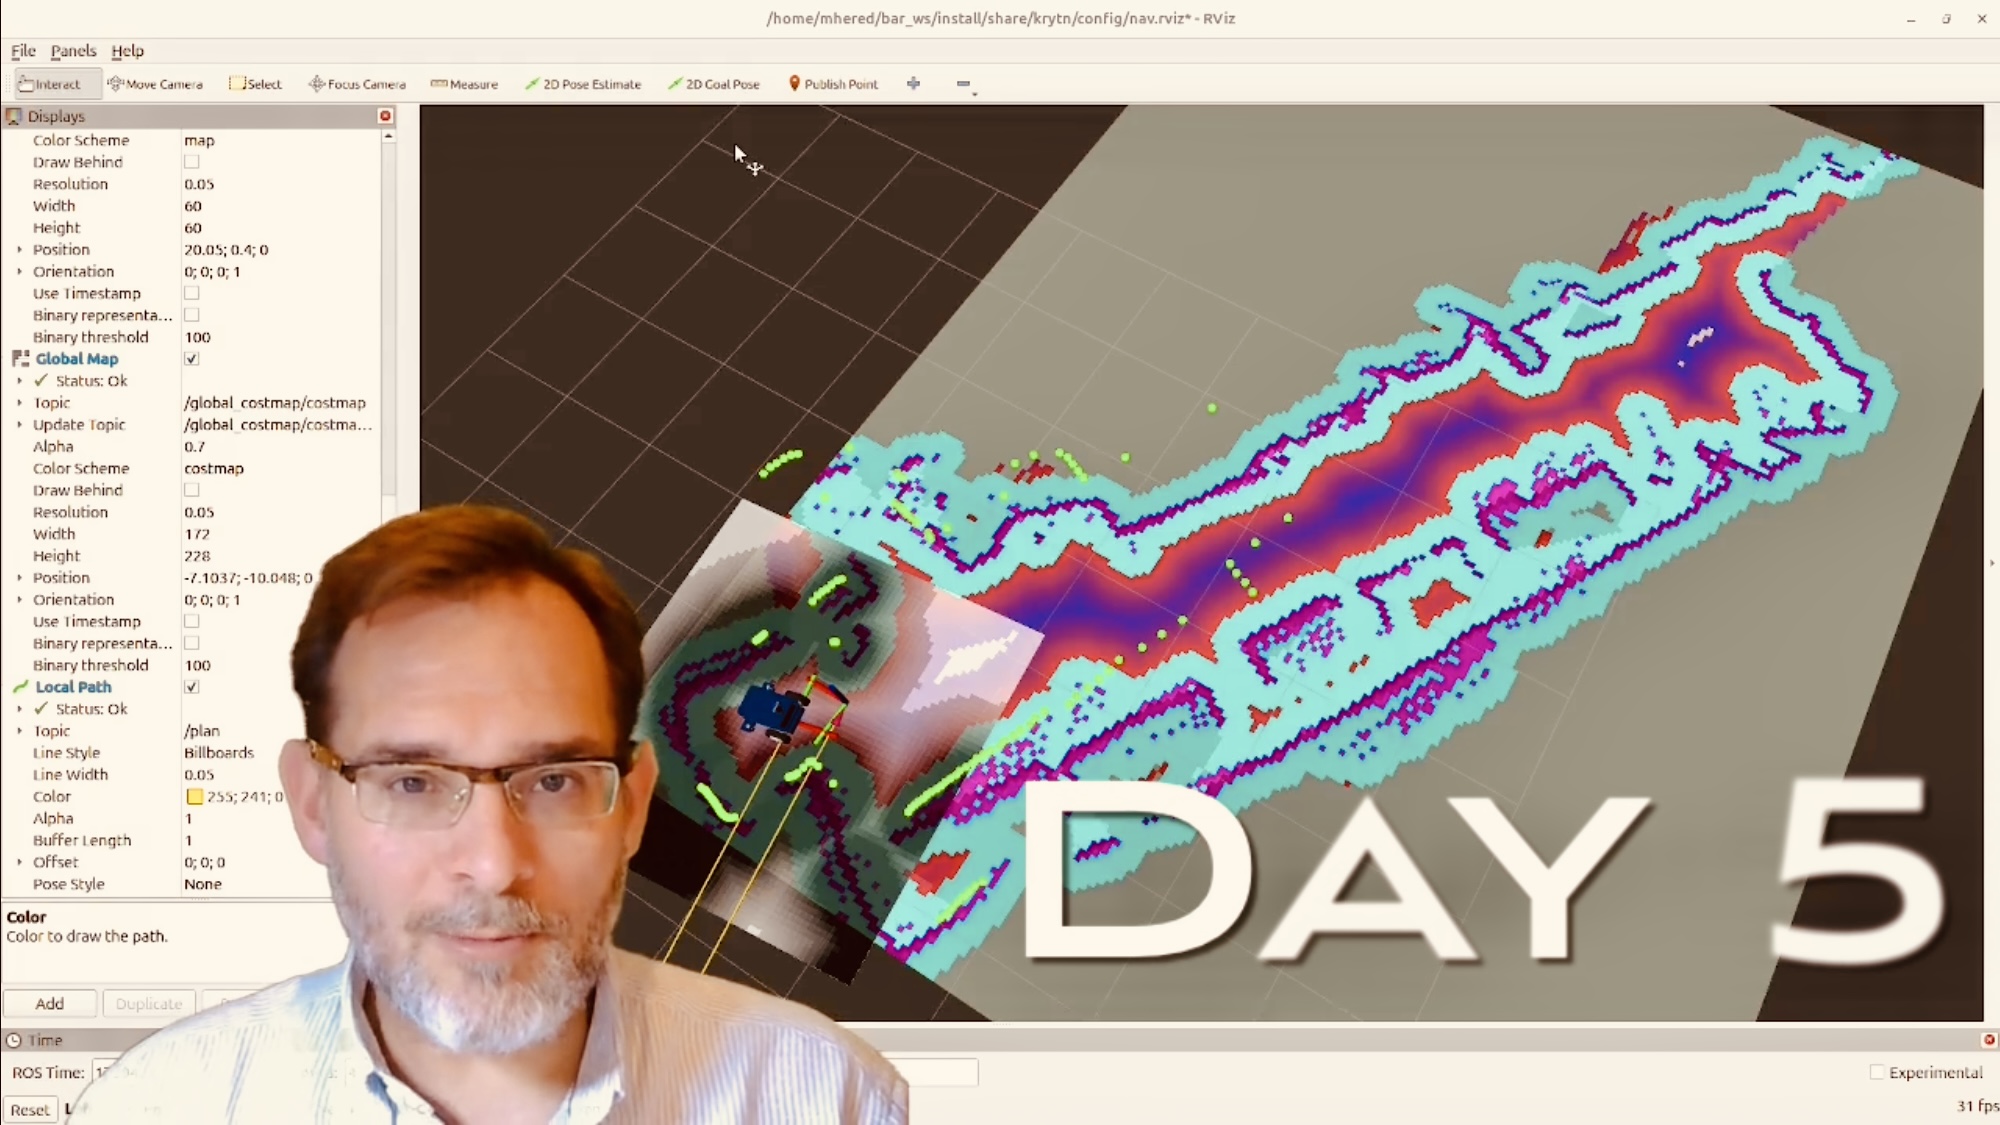 /home/mhered/bar_ws/install/share/krytn/config/nav.rviz* - RViz
File Panels Help
Interact Move Camera Select Focus Camera Measure 2D Pose Estimate 2D Goal Pose Publish Point
Displays
Color Scheme map
Draw Behind
Resolution 0.05
Width 60
Height 60
Position 20.05; 0.4; 0
Orientation 0; 0; 0; 1
Use Timestamp
Binary representa...
Binary threshold 100
Global Map
Status: Ok
Topic /global_costmap/costmap
Update Topic /global_costmap/costma...
Alpha 0.7
Color Scheme costmap
Draw Behind
Resolution 0.05
Width 172
Height 228
Position -7.1037; -10.048; 0
Orientation 0; 0; 0; 1
Use Timestamp
Binary representa...
Binary threshold 100
Local Path
Status: Ok
Topic /plan
Line Style Billboards
Line Width 0.05
Color 255; 241; 0
Alpha 1
Buffer Length 1
Offset 0; 0; 0
Pose Style None
Color
Color to draw the path.
Add Duplicate
DAY 5
Time
ROS Time:
Experimental
Reset
31 fps